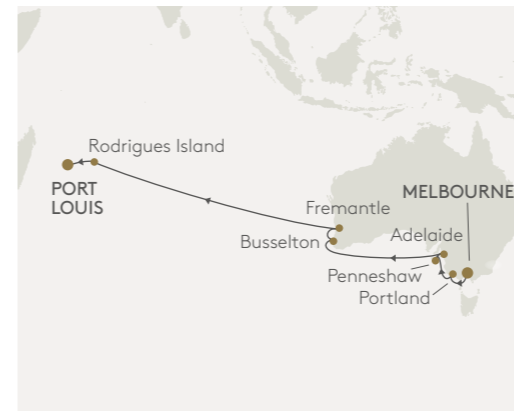 Rodrigues Island
PORT
LOUIS
MELBOURNE
Fremantle
Adelaide
Busselton
Penneshaw
Portland